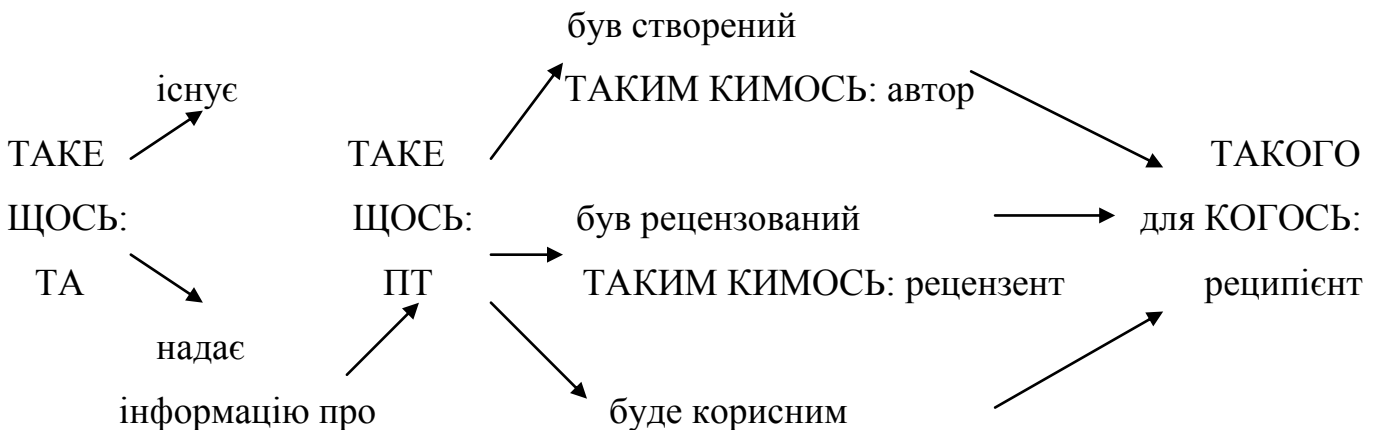 був створений
існує ТАКИМ КИМОСЬ: автор
ТАКЕ ТАКЕ ТАКОГО
ЩОСЬ: ЩОСЬ: був рецензований для КОГОСЬ:
ТА ПТ ТАКИМ КИМОСЬ: рецензент реципієнт
надає
інформацію про буде корисним